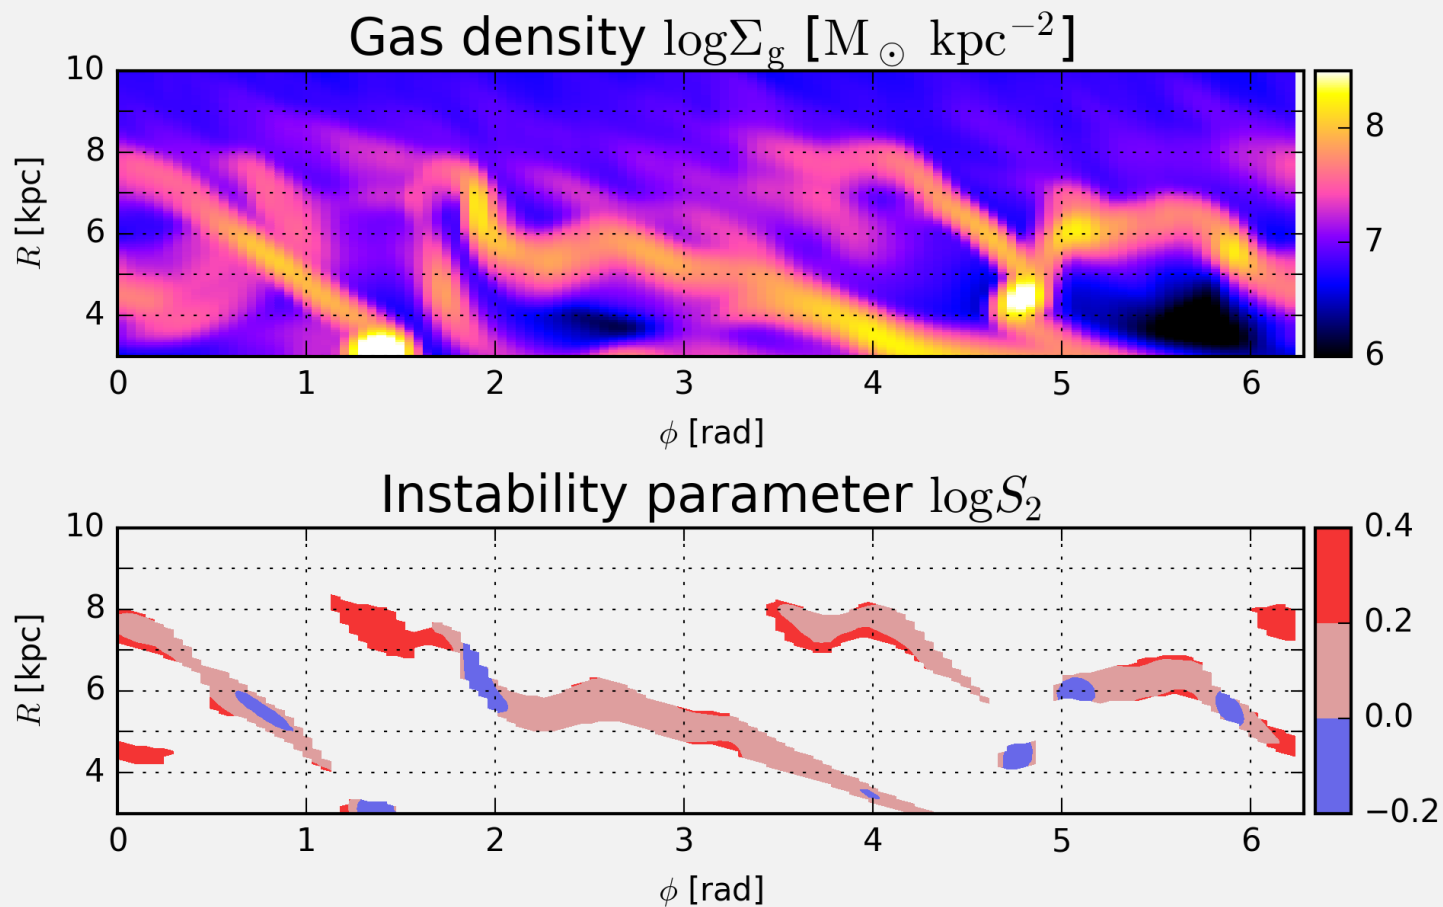 Gas density logΣg [M⊙ kpc−2]
10
8
6
4
R [kpc]
0 1 2 3 4 5 6
ϕ [rad]
8
7
6
Instability parameter logS2
10
8
6
4
R [kpc]
0 1 2 3 4 5 6
ϕ [rad]
0.4
0.2
0.0
−0.2